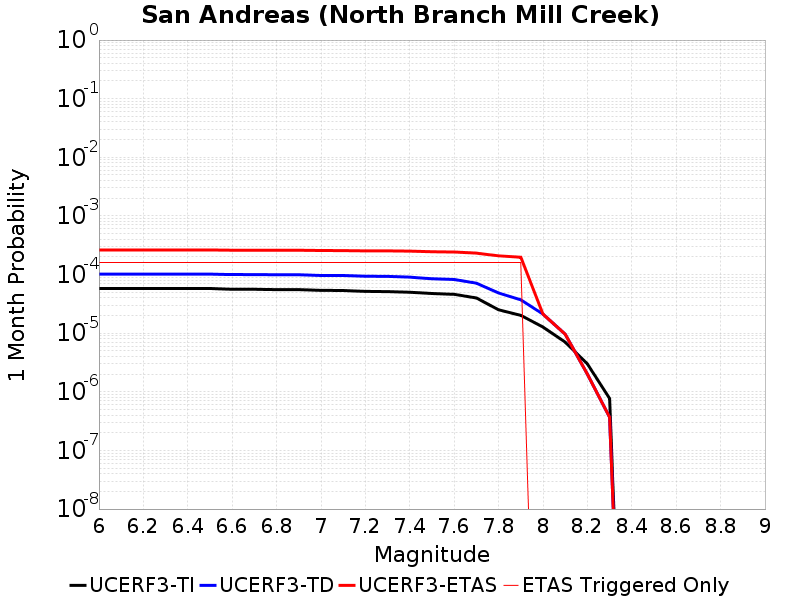 San Andreas (North Branch Mill Creek)
1 Month Probability
10^0
10^-1
10^-2
10^-3
10^-4
10^-5
10^-6
10^-7
10^-8
6 6.2 6.4 6.6 6.8 7 7.2 7.4 7.6 7.8 8 8.2 8.4 8.6 8.8 9
Magnitude
UCERF3-TI UCERF3-TD UCERF3-ETAS ETAS Triggered Only